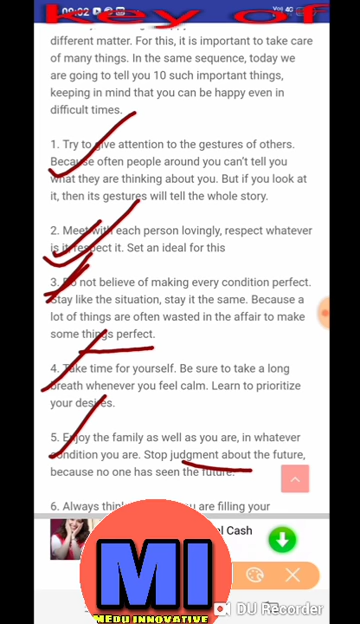 key of
09:02
Vo) 4G
different matter. For this, it is important to take care
of many things. In the same sequence, today we
are going to tell you 10 such important things,
keeping in mind that you can be happy even in
difficult times.
1. Try to give attention to the gestures of others.
Because often people around you can't tell you
what they are thinking about you. But if you look at
it, then its gestures will tell the whole story.
2. Meet with each person lovingly, respect whatever
is it respect it. Set an ideal for this
3. Do not believe of making every condition perfect.
Stay like the situation, stay it the same. Because a
lot of things are often wasted in the affair to make
some things perfect.
4. Take time for yourself. Be sure to take a long
breath whenever you feel calm. Learn to prioritize
your desires.
5. Enjoy the family as well as you are, in whatever
condition you are. Stop judgment about the future,
because no one has seen the future.
6. Always think you are filling your
Cash
MI
MEDU INNOVATIVE
DU Recorder